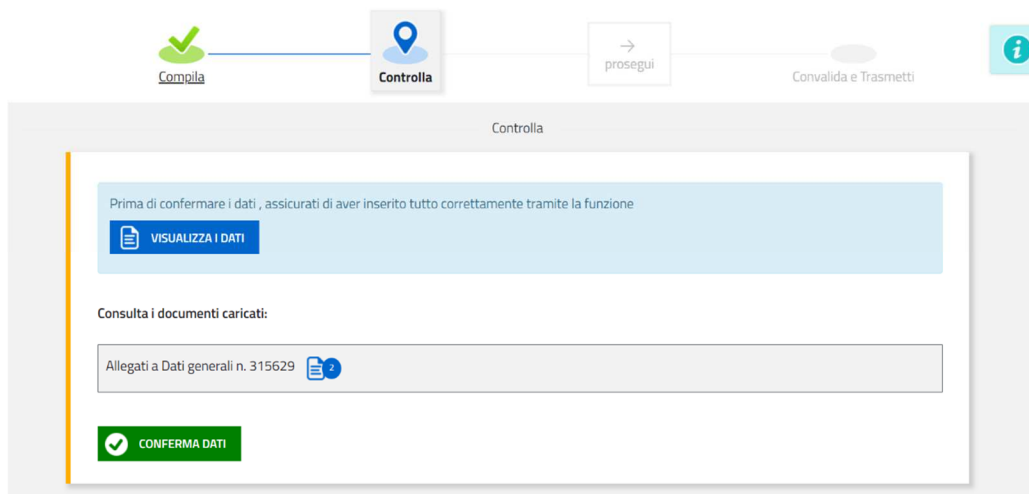 Compila
Controlla
→
prosegui
Convalida e Trasmetti
i
Controlla
Prima di confermare i dati , assicurati di aver inserito tutto correttamente tramite la funzione
VISUALIZZA I DATI
Consulta i documenti caricati:
Allegati a Dati generali n. 315629 2
CONFERMA DATI